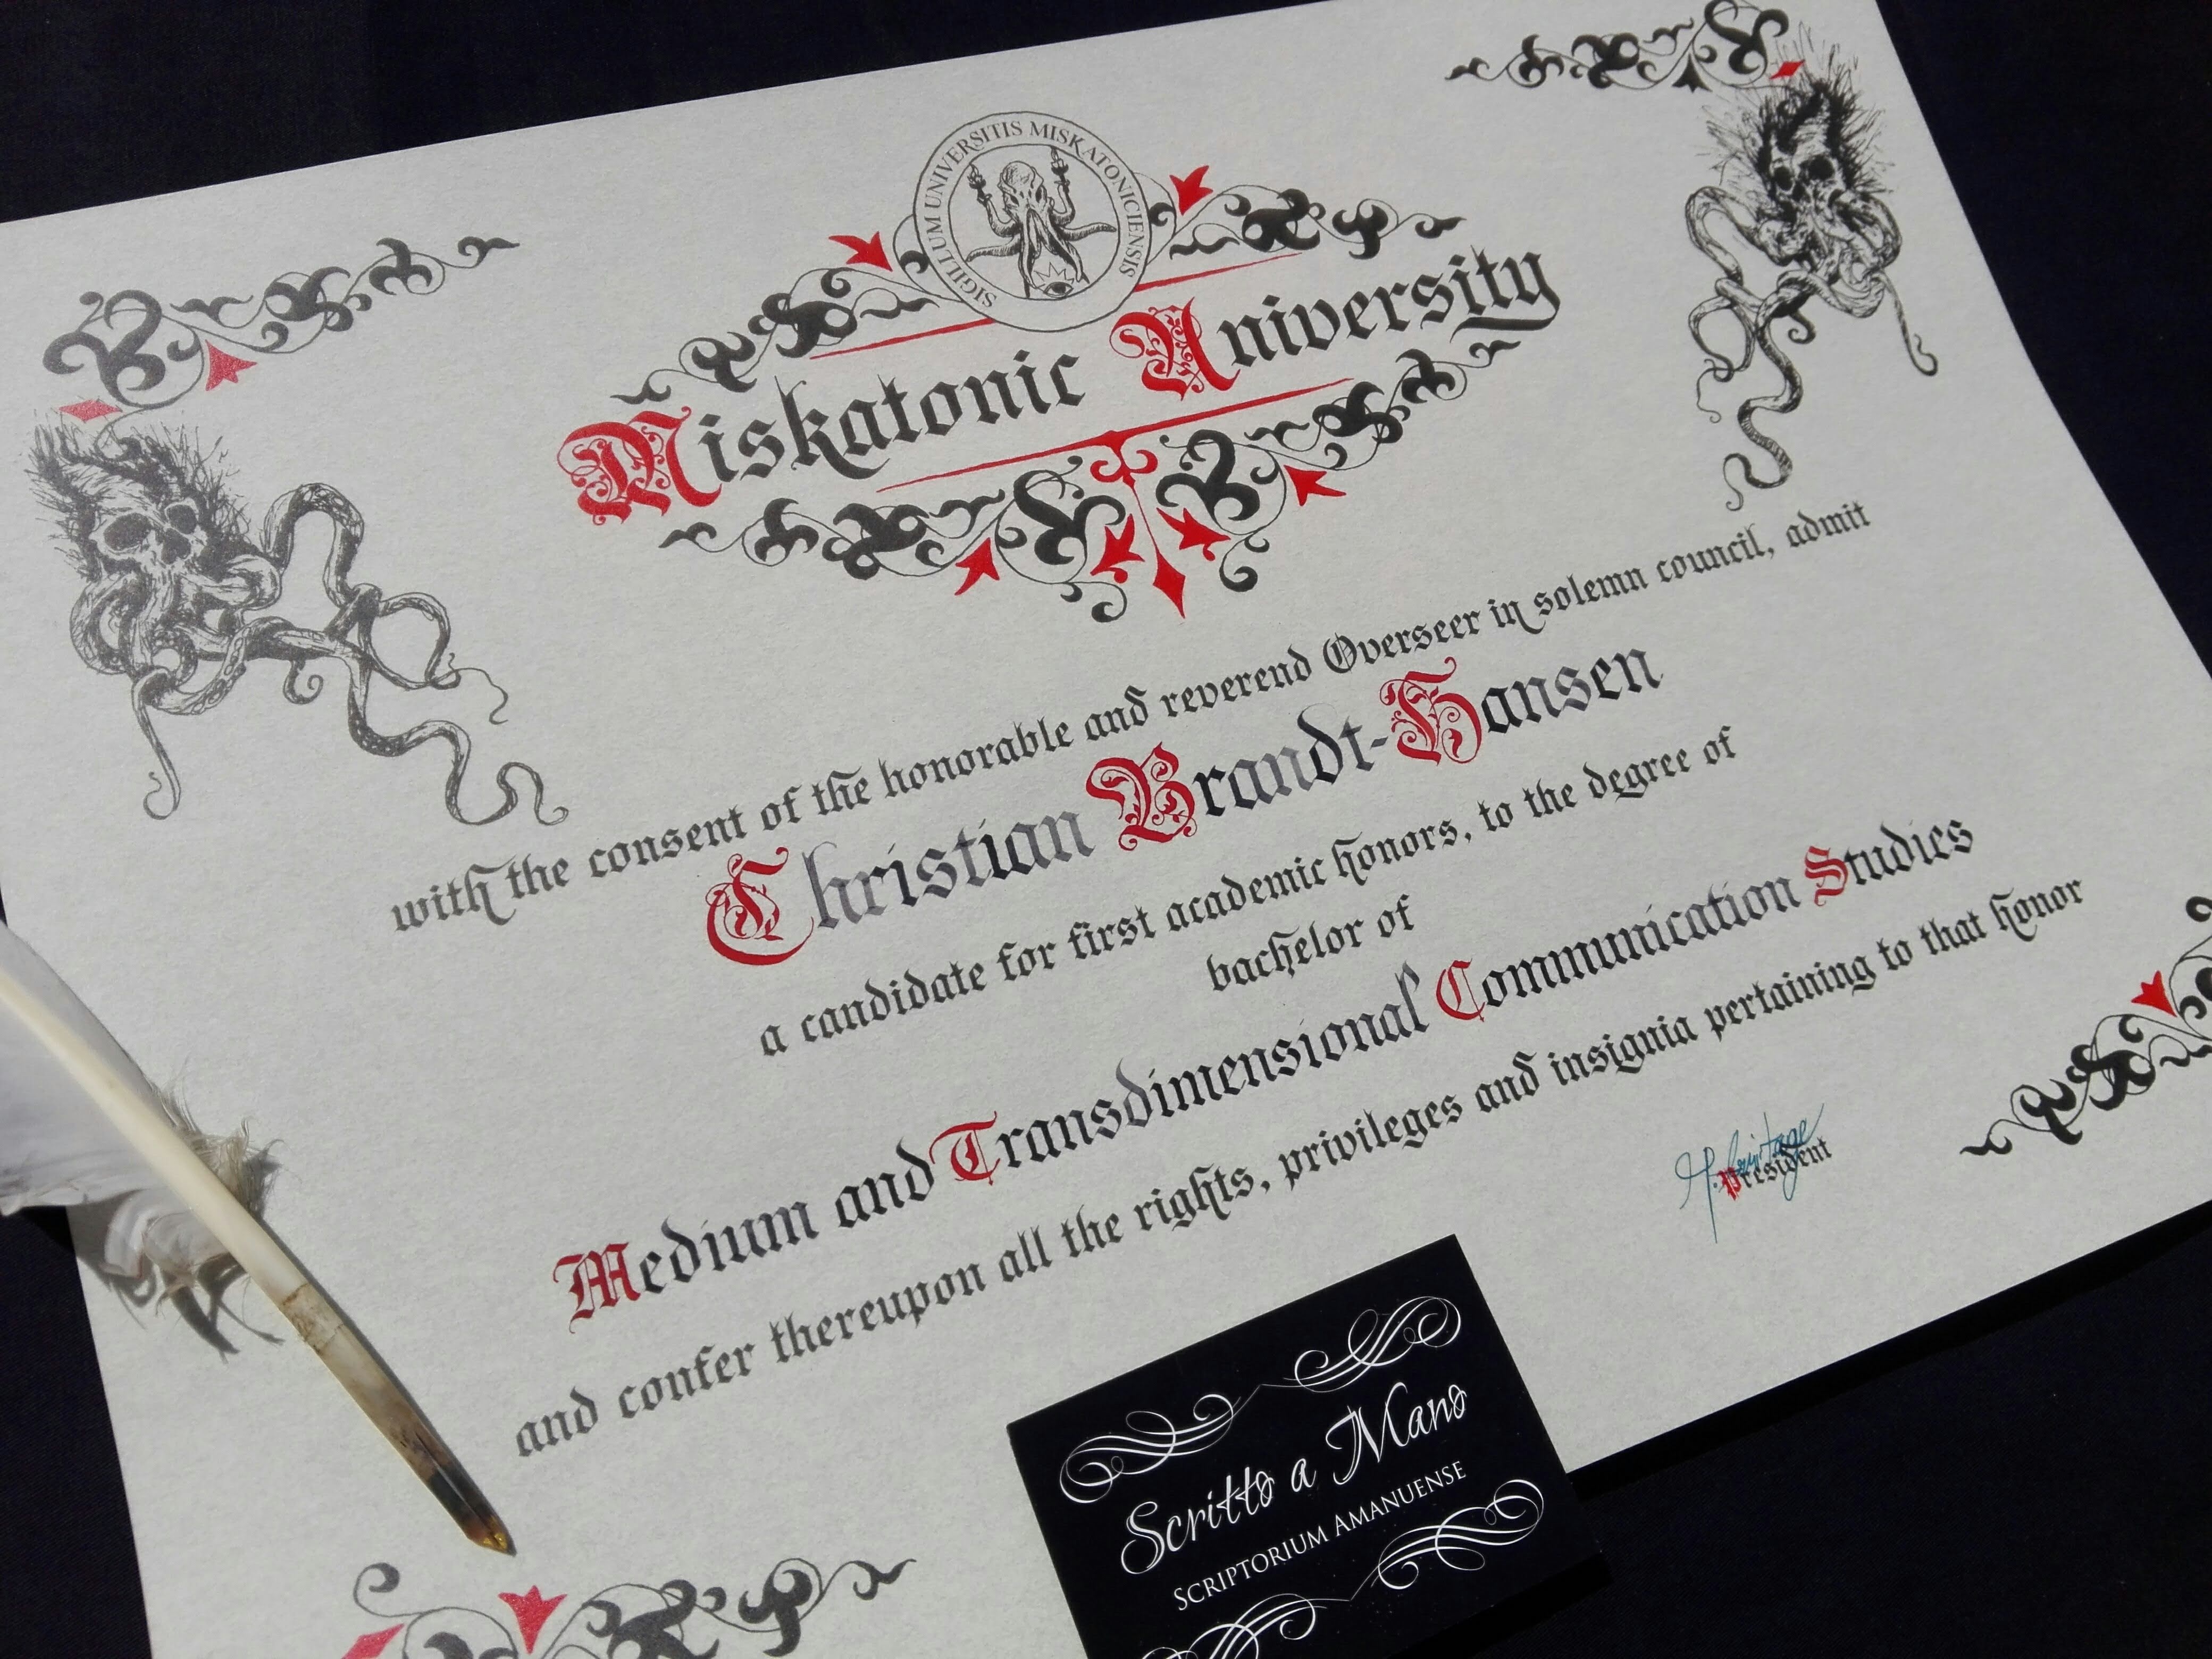 SIGILLUM UNIVERSITIS MISKATONICIENSIS
Miskatonic University
with the consent of the honorable and reverend Overseer in solemn council, admit
Christian Brandt-Hansen
a candidate for first academic honors, to the degree of
bachelor of
Medium and Transdimensional Communication Studies
and confer thereupon all the rights, privileges and insignia pertaining to that honor
H. Armitage
President
Scritto a Mano
SCRIPTORIUM AMANUENSE